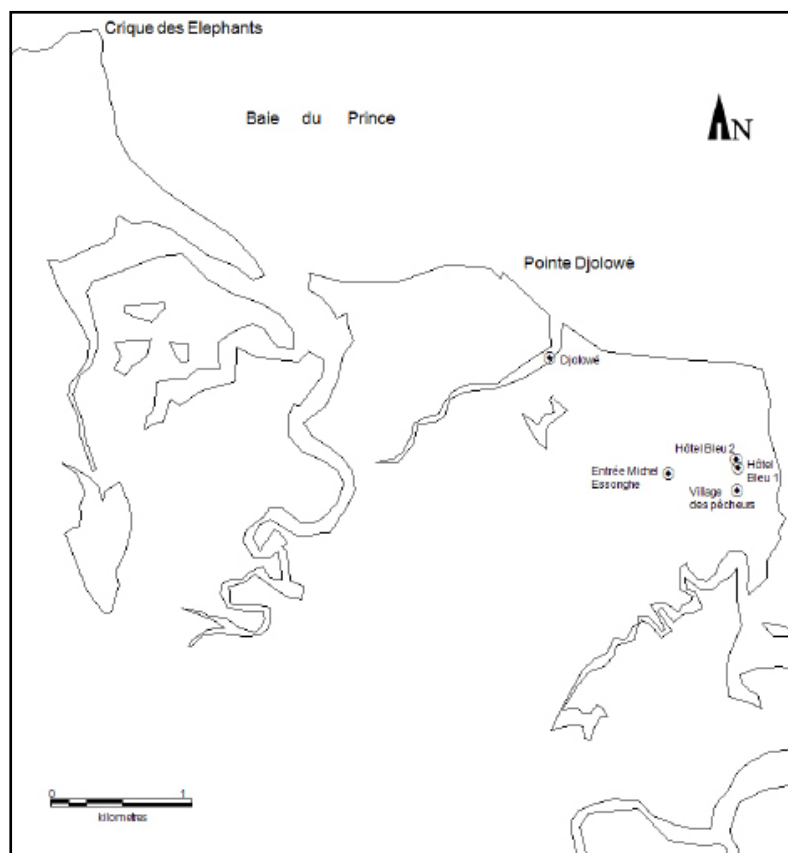 Crique des Elephants
Baie du Prince
N
Pointe Djolowé
Djolowé
Hôtel Bleu 2
Hôtel
Bleu 1
Entrée Michel
Essonghe
Village
des pêcheurs
0 1
kilometres